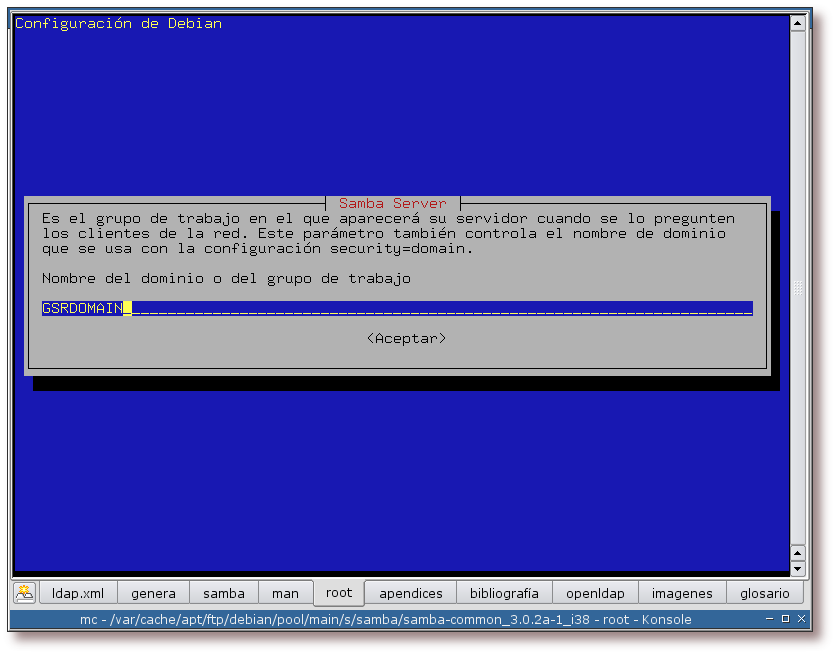 Configuración de Debian
Samba Server
Es el grupo de trabajo en el que aparecerá su servidor cuando se lo pregunten
los clientes de la red. Este parámetro también controla el nombre de dominio
que se usa con la configuración security=domain.
Nombre del dominio o del grupo de trabajo
GSRDOMAIN
<Aceptar>
ldap.xml genera samba man root apendices bibliografía openldap imagenes glosario
mc - /var/cache/apt/ftp/debian/pool/main/s/samba/samba-common_3.0.2a-1_i38 - root - Konsole